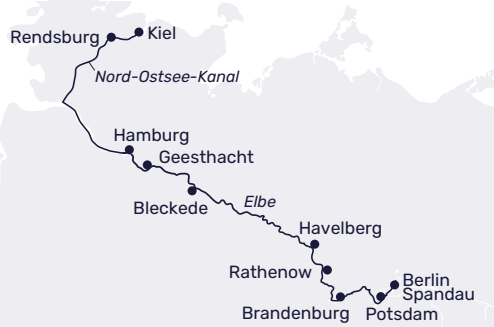 Rendsburg
Kiel
Nord-Ostsee-Kanal
Hamburg
Geesthacht
Bleckede
Elbe
Havelberg
Rathenow
Berlin
Spandau
Brandenburg
Potsdam